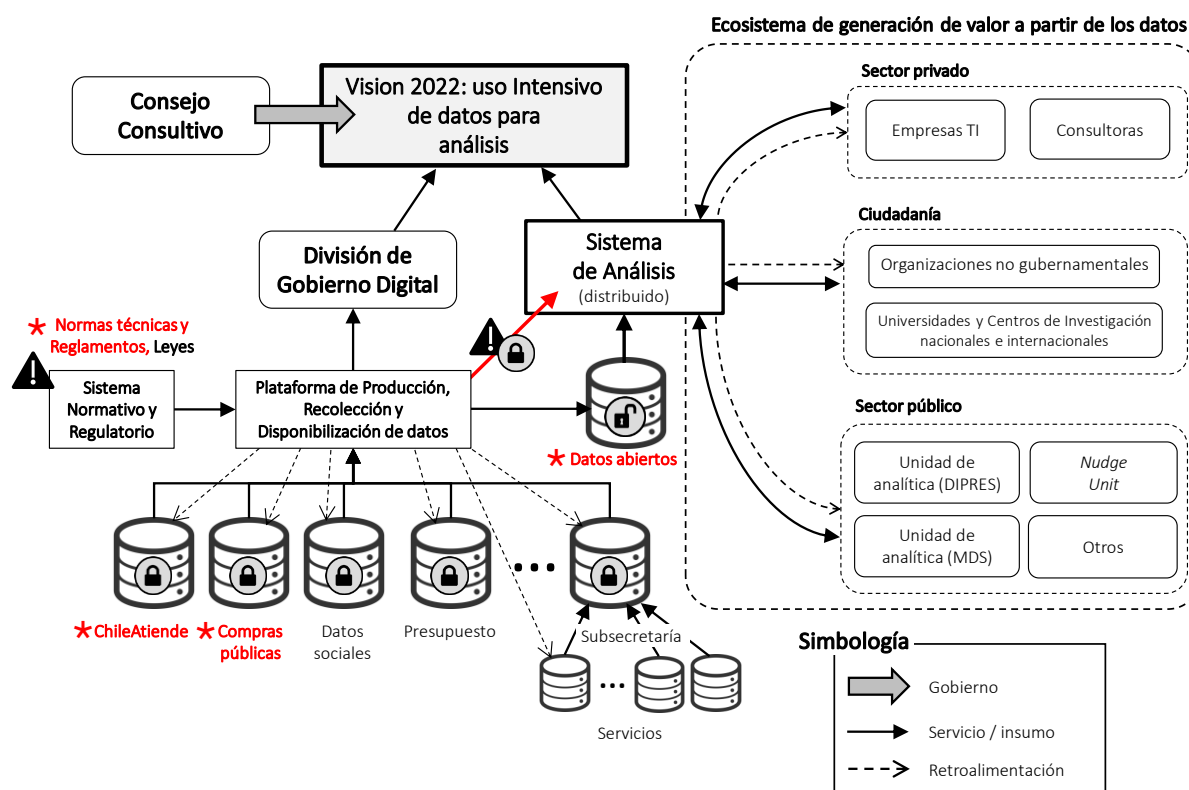 Ecosistema de generación de valor a partir de los datos
Consejo
Consultivo
Vision 2022: uso Intensivo
de datos para
análisis
Sector privado
Empresas TI
Consultoras
División de
Gobierno Digital
Sistema
de Análisis
(distribuido)
Ciudadanía
Organizaciones no gubernamentales
Universidades y Centros de Investigación
nacionales e internacionales
* Normas técnicas y
Reglamentos, Leyes
Sistema
Normativo y
Regulatorio
Plataforma de Producción,
Recolección y
Disponibilización de datos
* Datos abiertos
Sector público
Unidad de
analítica (DIPRES)
Nudge
Unit
Unidad de
analítica (MDS)
Otros
* ChileAtiende
* Compras
públicas
Datos
sociales
Presupuesto
Subsecretaría
Servicios
Simbología
Gobierno
Servicio / insumo
Retroalimentación